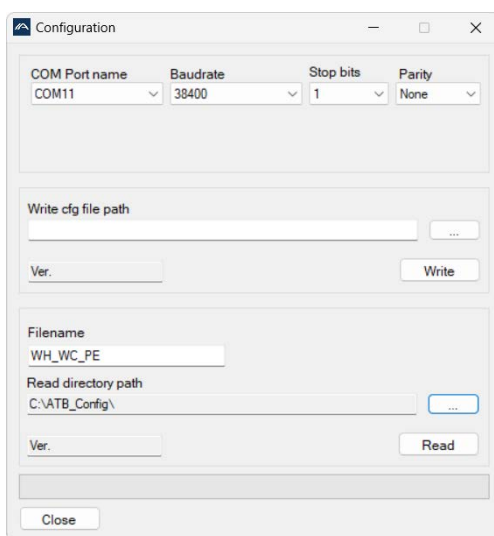 Configuration
COM Port name Baudrate Stop bits Parity
COM11 38400 1 None
Write cfg file path
...
Ver. Write
Filename
WH_WC_PE
Read directory path
C:\ATB_Config\ ...
Ver. Read
Close